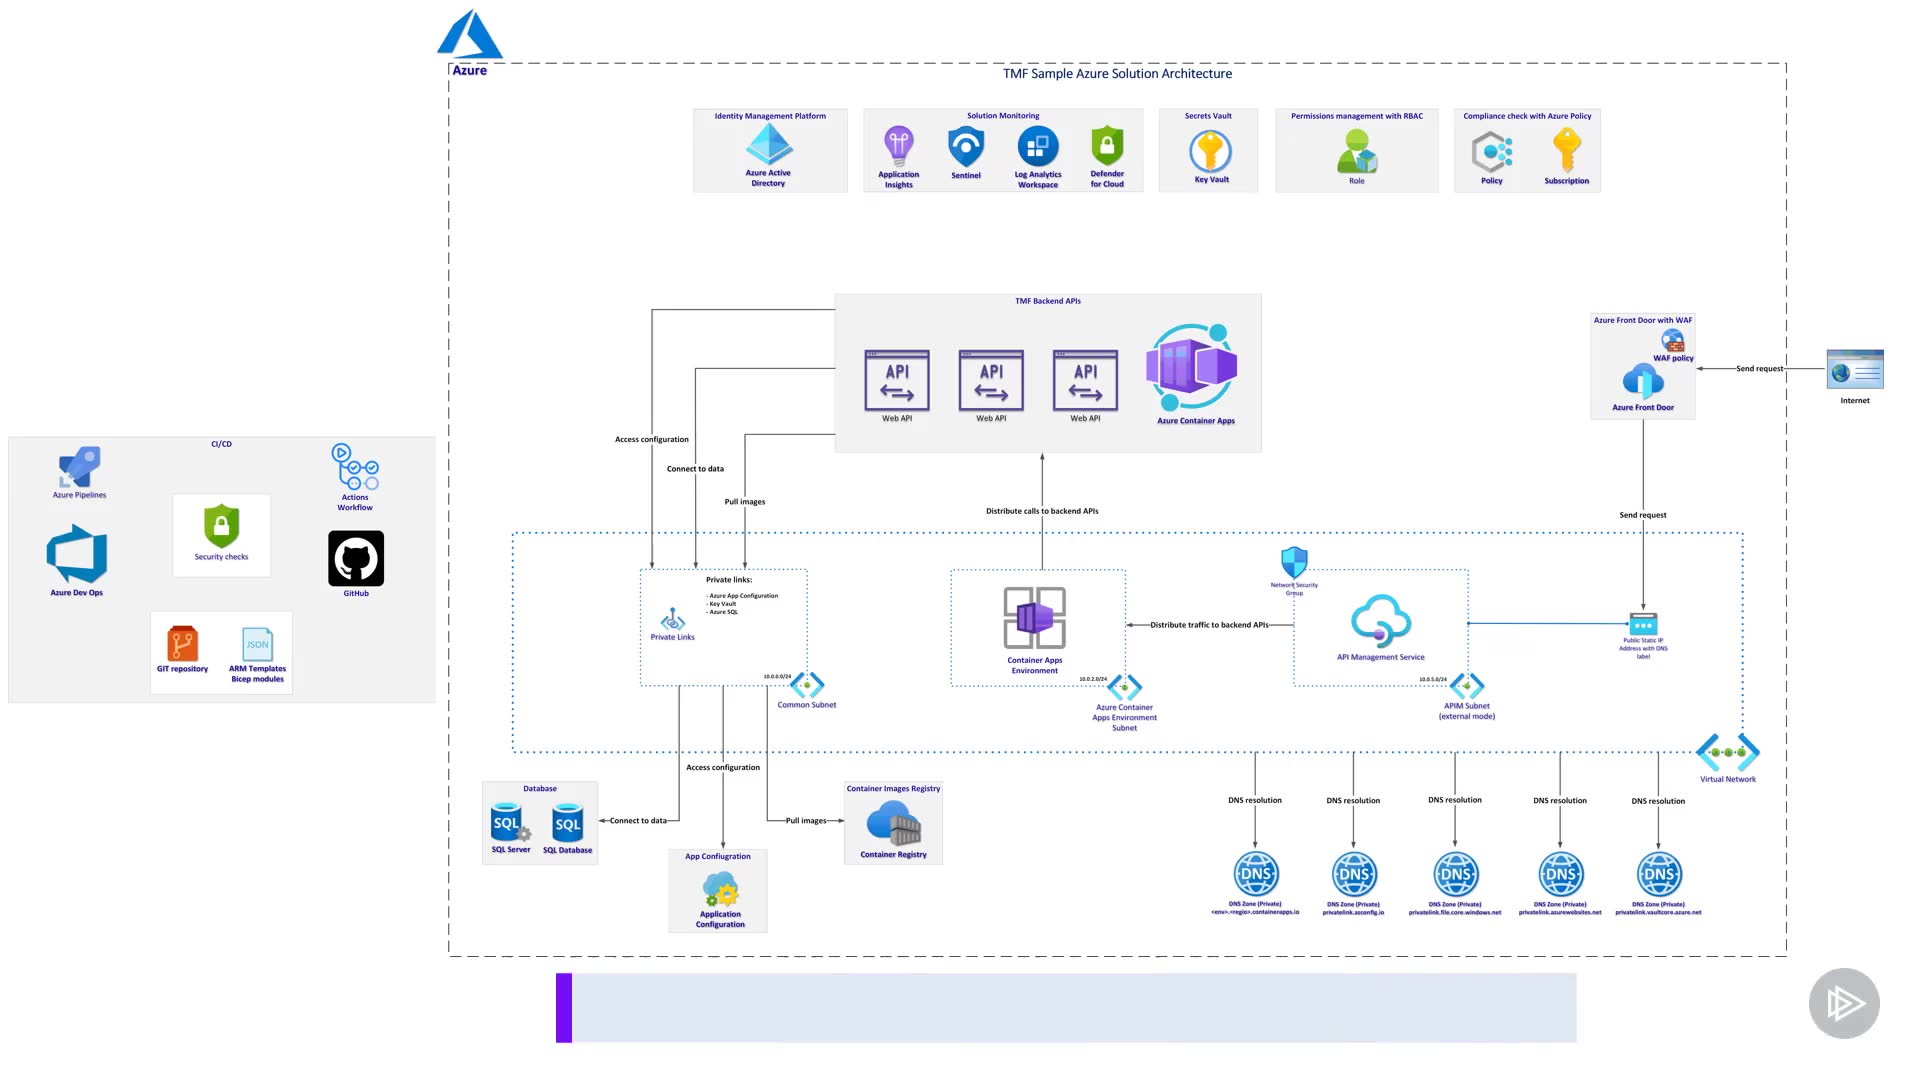 Azure
TMF Sample Azure Solution Architecture
Identity Management Platform
Azure Active
Directory
Solution Monitoring
Application
Insights
Sentinel
Log Analytics
Workspace
Defender
for Cloud
Secrets Vault
Key Vault
Permissions management with RBAC
Role
Compliance check with Azure Policy
Policy
Subscription
TMF Backend APIs
API
Web API
API
Web API
API
Web API
Azure Container Apps
Azure Front Door with WAF
WAF policy
Azure Front Door
Send request
Internet
Access configuration
Connect to data
Pull images
Distribute calls to backend APIs
Send request
CI/CD
Azure Pipelines
Actions
Workflow
Security checks
Azure Dev Ops
GitHub
GIT repository
JSON
ARM Templates
Bicep modules
Private links:
- Azure App Configuration
- Key Vault
- Azure SQL
Private Links
10.0.0.0/24
Common Subnet
Container Apps
Environment
10.0.2.0/24
Azure Container
Apps Environment
Subnet
Distribute traffic to backend APIs
Network Security
Group
API Management Service
10.0.5.0/24
APIM Subnet
(external mode)
Public Static IP
Address with DNS
label
Virtual Network
Access configuration
Database
SQL
SQL Server
SQL
SQL Database
Connect to data
Pull images
Container Images Registry
Container Registry
App Confiugration
Application
Configuration
DNS resolution
DNS resolution
DNS resolution
DNS resolution
DNS resolution
DNS
DNS Zone (Private)
<env>.<regio>.containerapps.io
DNS
DNS Zone (Private)
privatelink.azconfig.io
DNS
DNS Zone (Private)
privatelink.file.core.windows.net
DNS
DNS Zone (Private)
privatelink.azurewebsites.net
DNS
DNS Zone (Private)
privatelink.vaultcore.azure.net